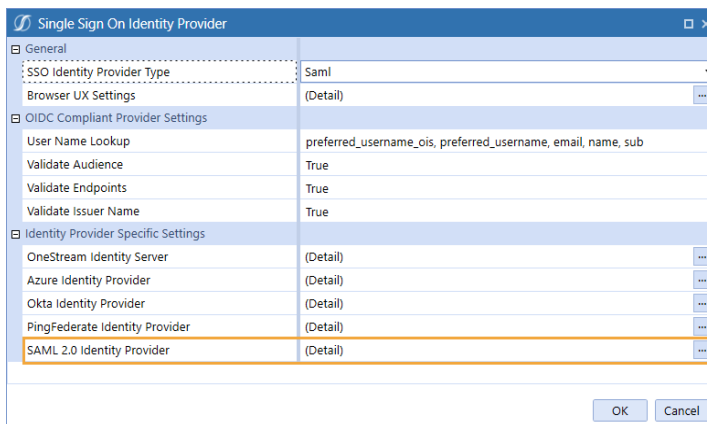 Single Sign On Identity Provider
General
SSO Identity Provider Type Saml
Browser UX Settings (Detail) ...
OIDC Compliant Provider Settings
User Name Lookup preferred_username_ois, preferred_username, email, name, sub
Validate Audience True
Validate Endpoints True
Validate Issuer Name True
Identity Provider Specific Settings
OneStream Identity Server (Detail) ...
Azure Identity Provider (Detail) ...
Okta Identity Provider (Detail) ...
PingFederate Identity Provider (Detail) ...
SAML 2.0 Identity Provider (Detail) ...
OK Cancel